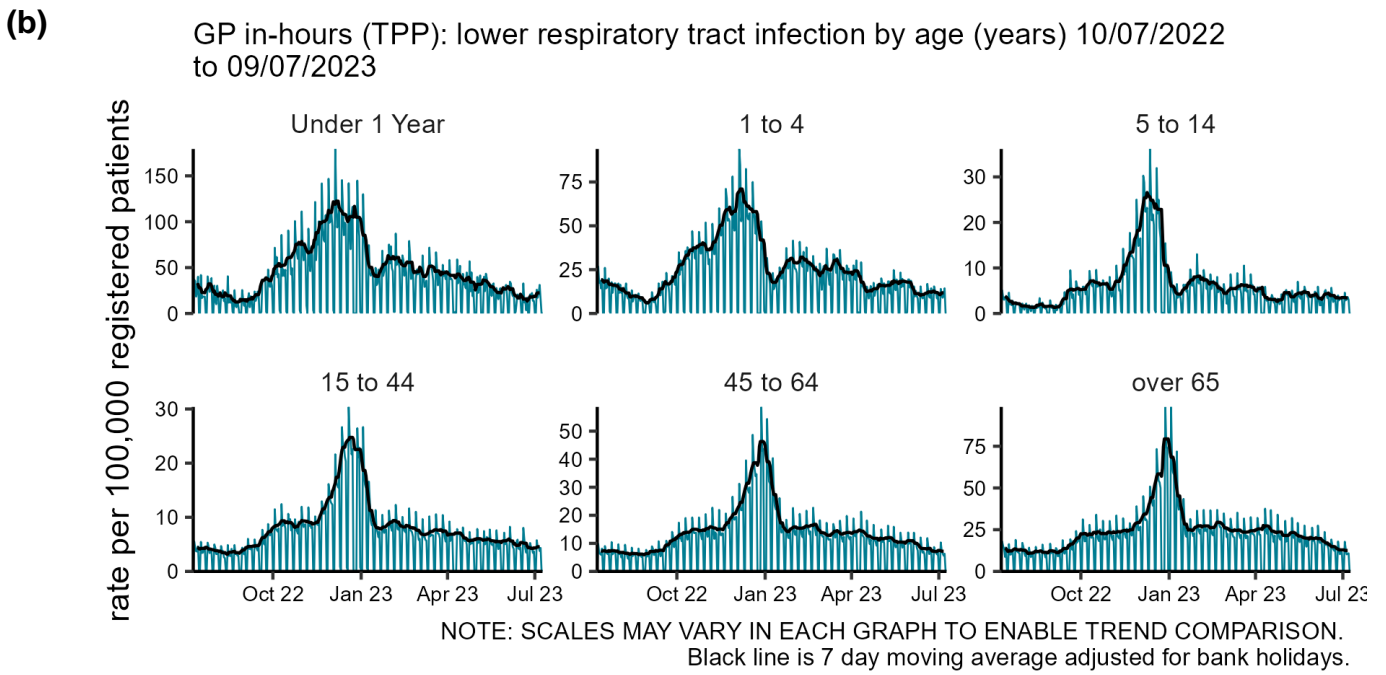 (b)
GP in-hours (TPP): lower respiratory tract infection by age (years) 10/07/2022
to 09/07/2023
rate per 100,000 registered patients
Under 1 Year
150
100
50
0
1 to 4
75
50
25
0
5 to 14
30
20
10
0
15 to 44
30
20
10
0
Oct 22 Jan 23 Apr 23 Jul 23
45 to 64
50
40
30
20
10
0
Oct 22 Jan 23 Apr 23 Jul 23
over 65
75
50
25
0
Oct 22 Jan 23 Apr 23 Jul 23
NOTE: SCALES MAY VARY IN EACH GRAPH TO ENABLE TREND COMPARISON.
Black line is 7 day moving average adjusted for bank holidays.